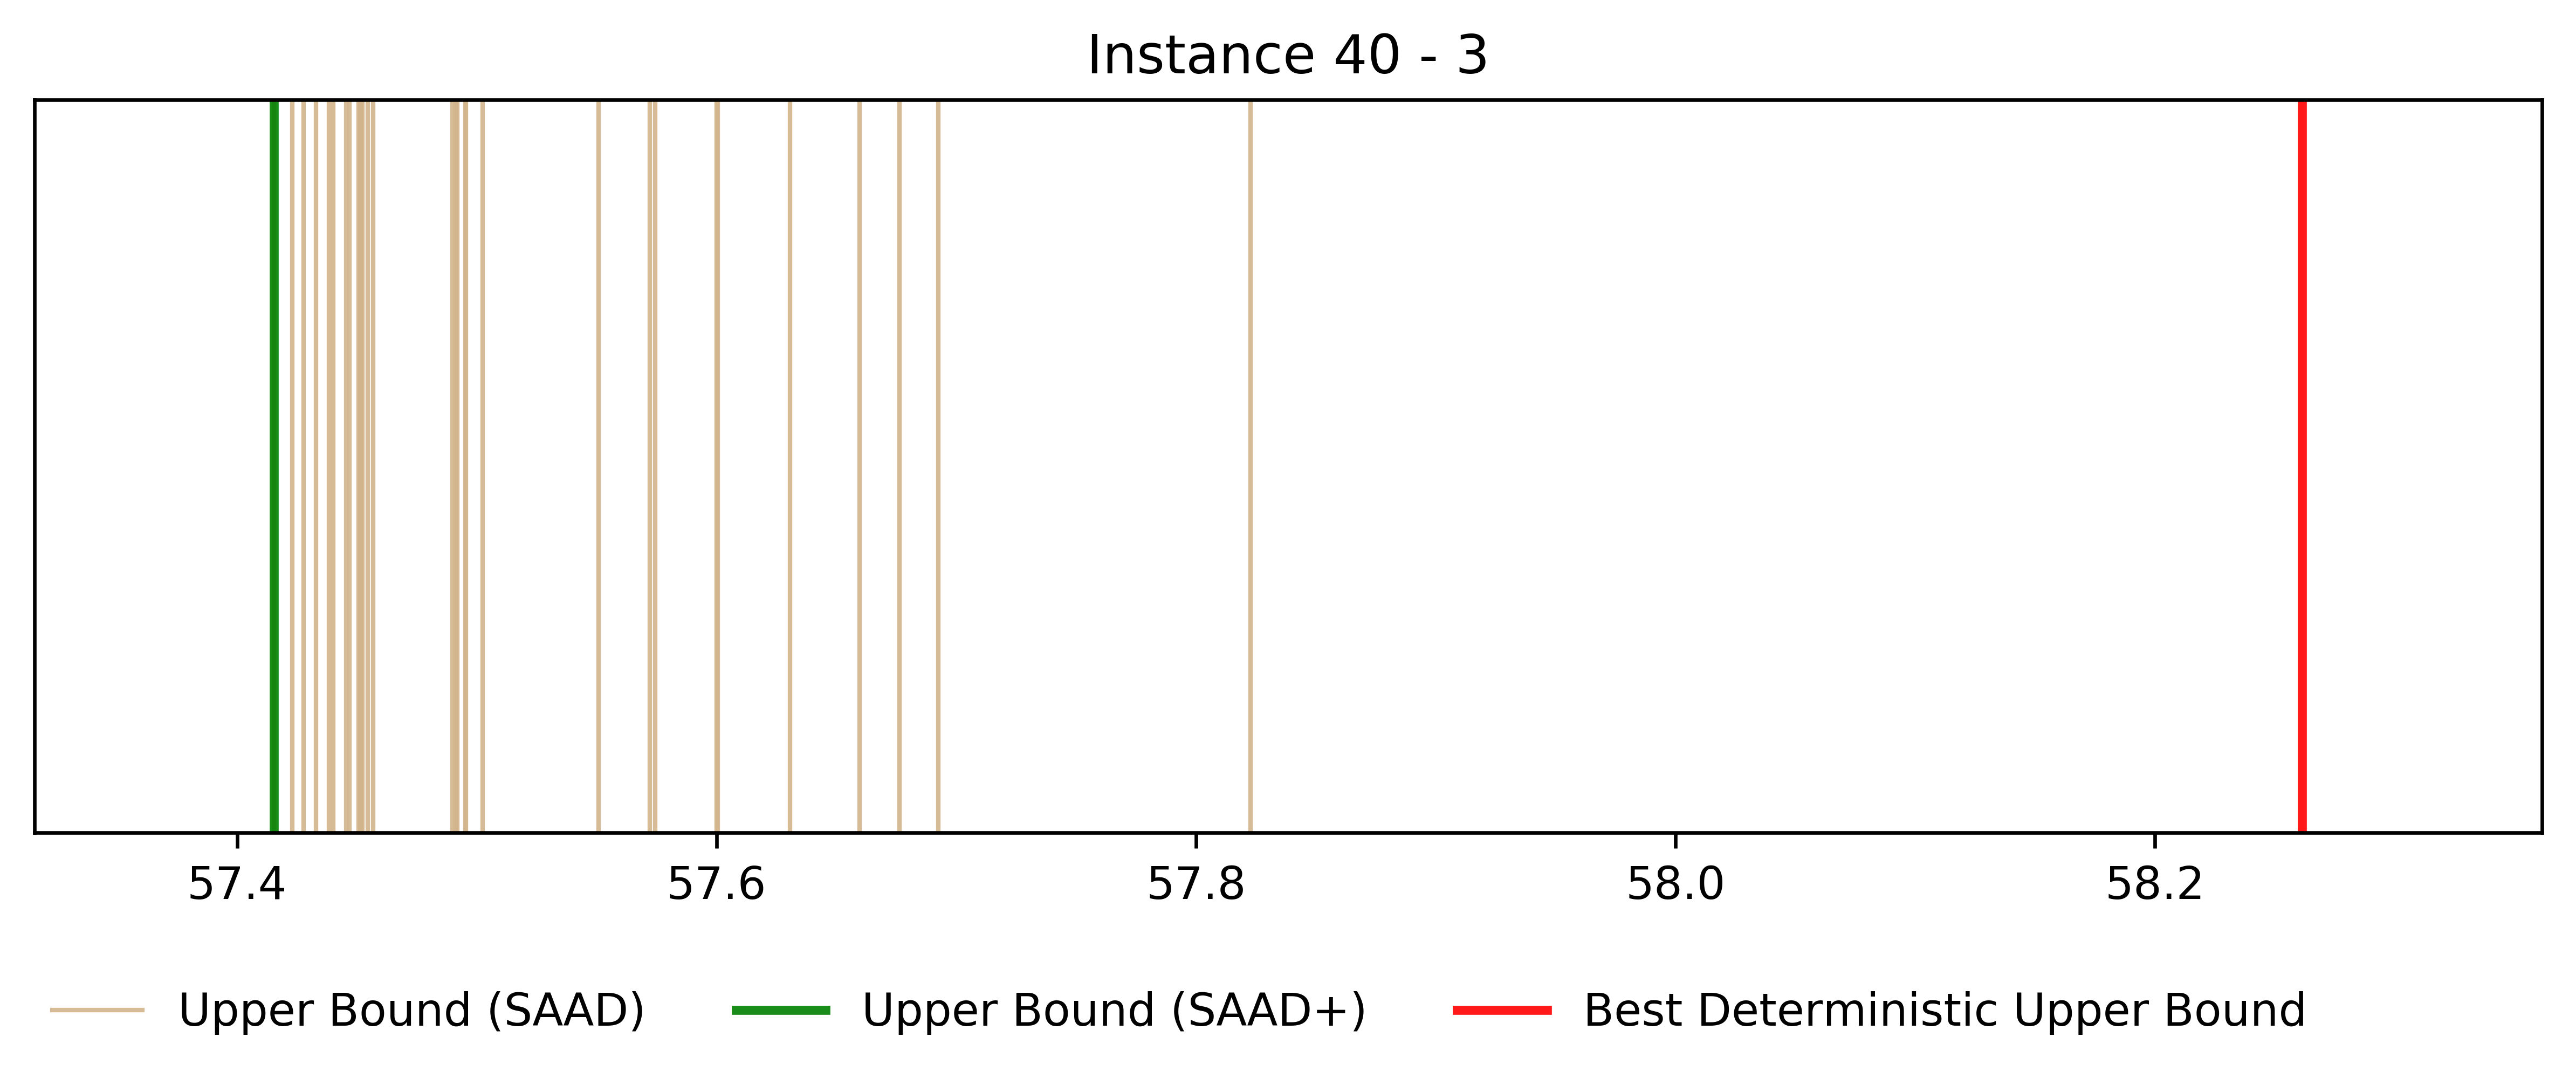 Instance 40 - 3
57.4 57.6 57.8 58.0 58.2
Upper Bound (SAAD) Upper Bound (SAAD+) Best Deterministic Upper Bound